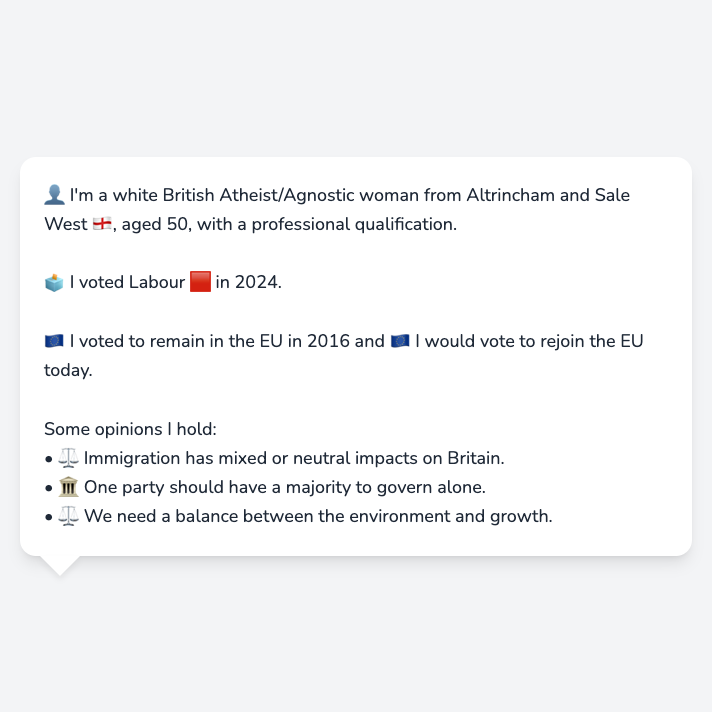 👤 I'm a white British Atheist/Agnostic woman from Altrincham and Sale
West 🏴󠁧󠁢󠁥󠁮󠁧󠁿, aged 50, with a professional qualification.
🗳️ I voted Labour 🟥 in 2024.
🇪🇺 I voted to remain in the EU in 2016 and 🇪🇺 I would vote to rejoin the EU
today.
Some opinions I hold:
• ⚖️ Immigration has mixed or neutral impacts on Britain.
• 🏛️ One party should have a majority to govern alone.
• ⚖️ We need a balance between the environment and growth.